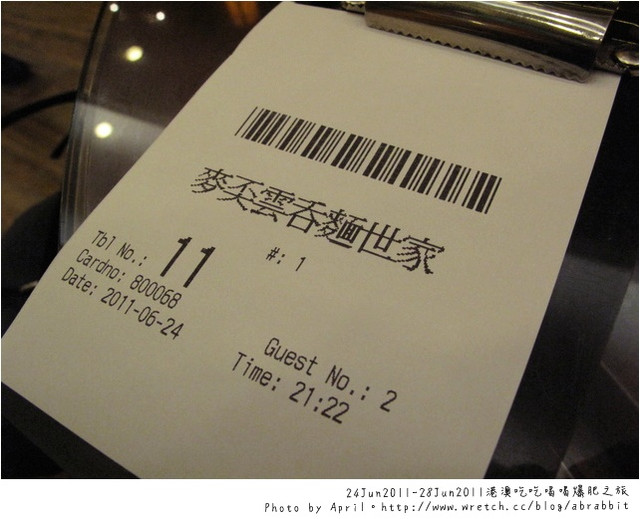 麥奀雲吞麵世家
#: 1
Tbl No.: 11
Cardno: 800068
Date: 2011-06-24
Guest No.: 2
Time: 21:22
24Jun2011-28Jun2011港澳吃吃喝喝爆肥之旅
Photo by April。http://www.wretch.cc/blog/abrabbit